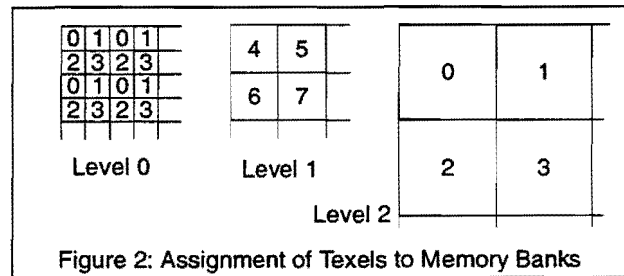 0 1 0 1
2 3 2 3
0 1 0 1
2 3 2 3
Level 0
4 5
6 7
Level 1
0 1
2 3
Level 2
Figure 2: Assignment of Texels to Memory Banks